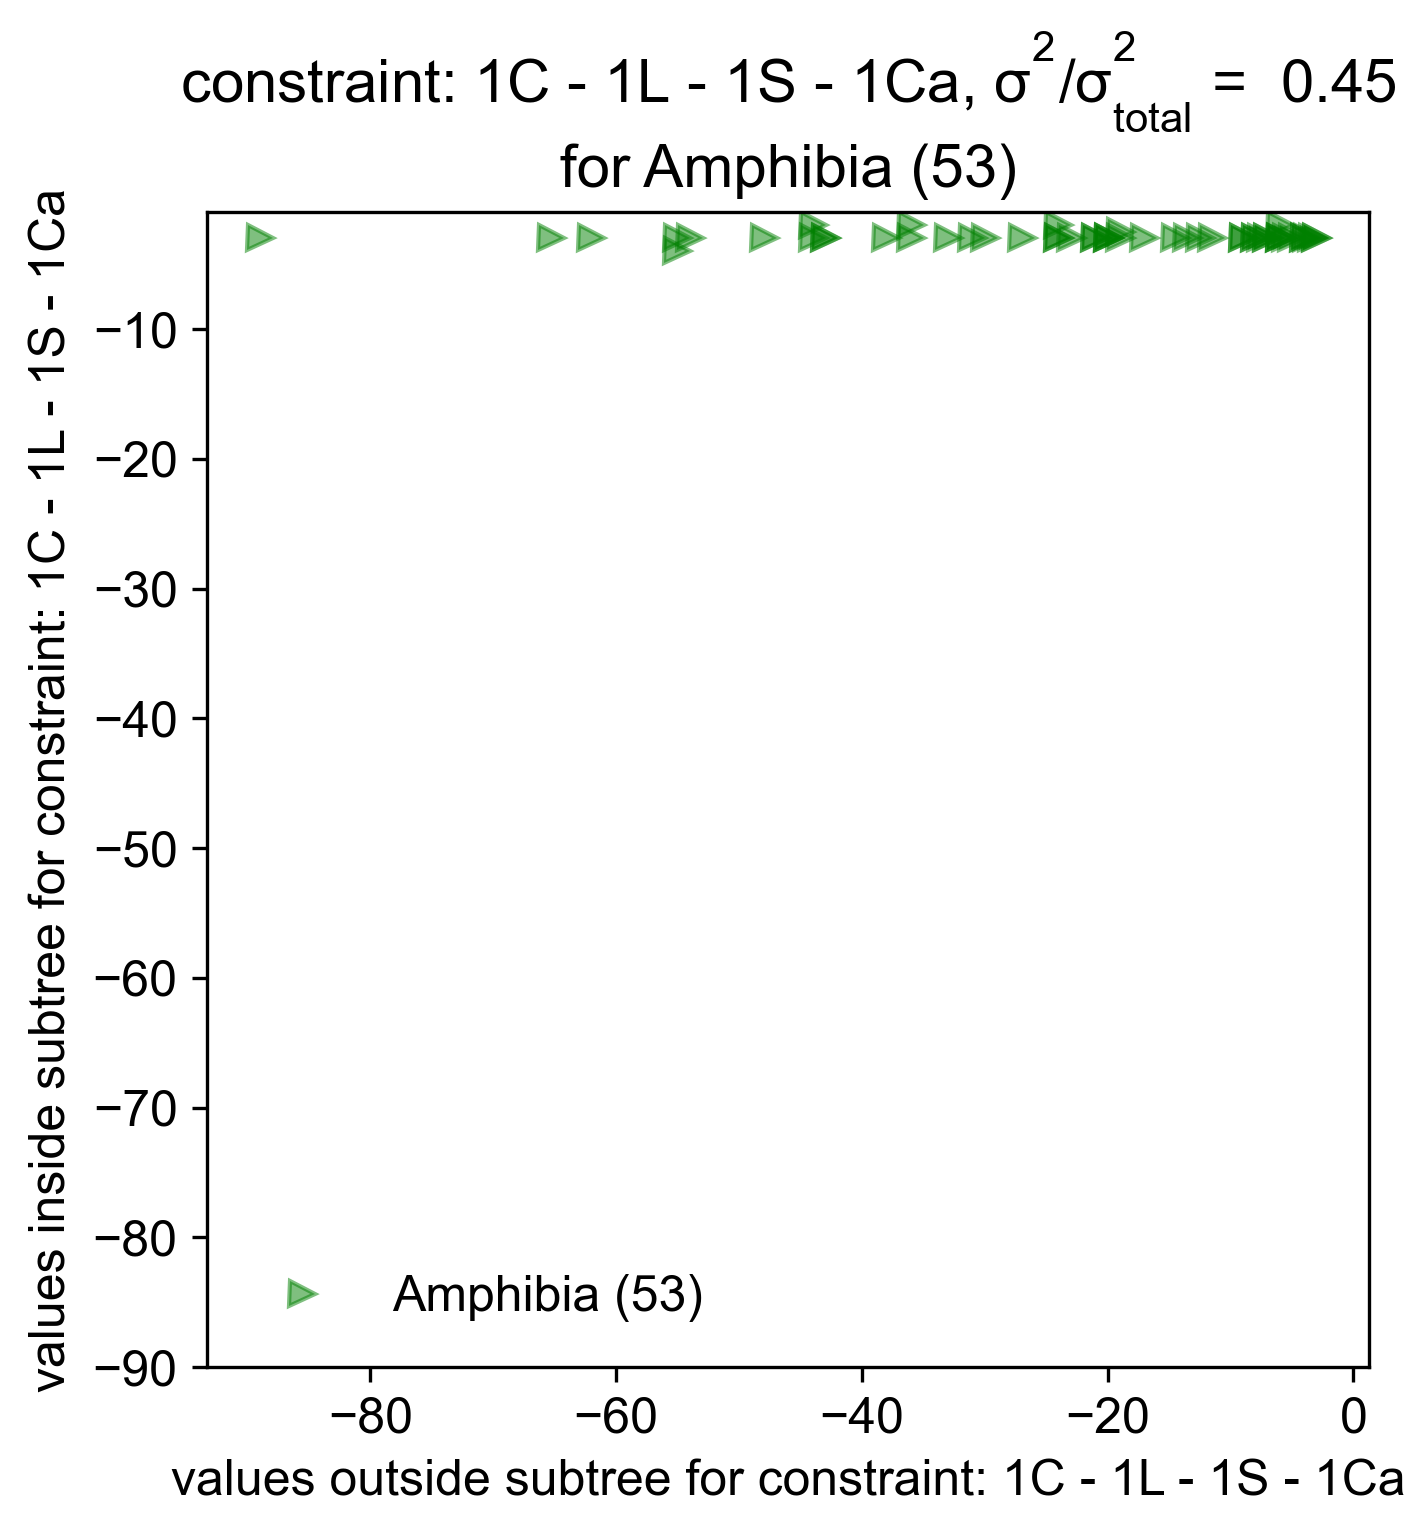 constraint: 1C - 1L - 1S - 1Ca, σ²/σ²total = 0.45
for Amphibia (53)
values inside subtree for constraint: 1C - 1L - 1S - 1Ca
−10
−20
−30
−40
−50
−60
−70
−80
−90
Amphibia (53)
−80
−60
−40
−20
0
values outside subtree for constraint: 1C - 1L - 1S - 1Ca